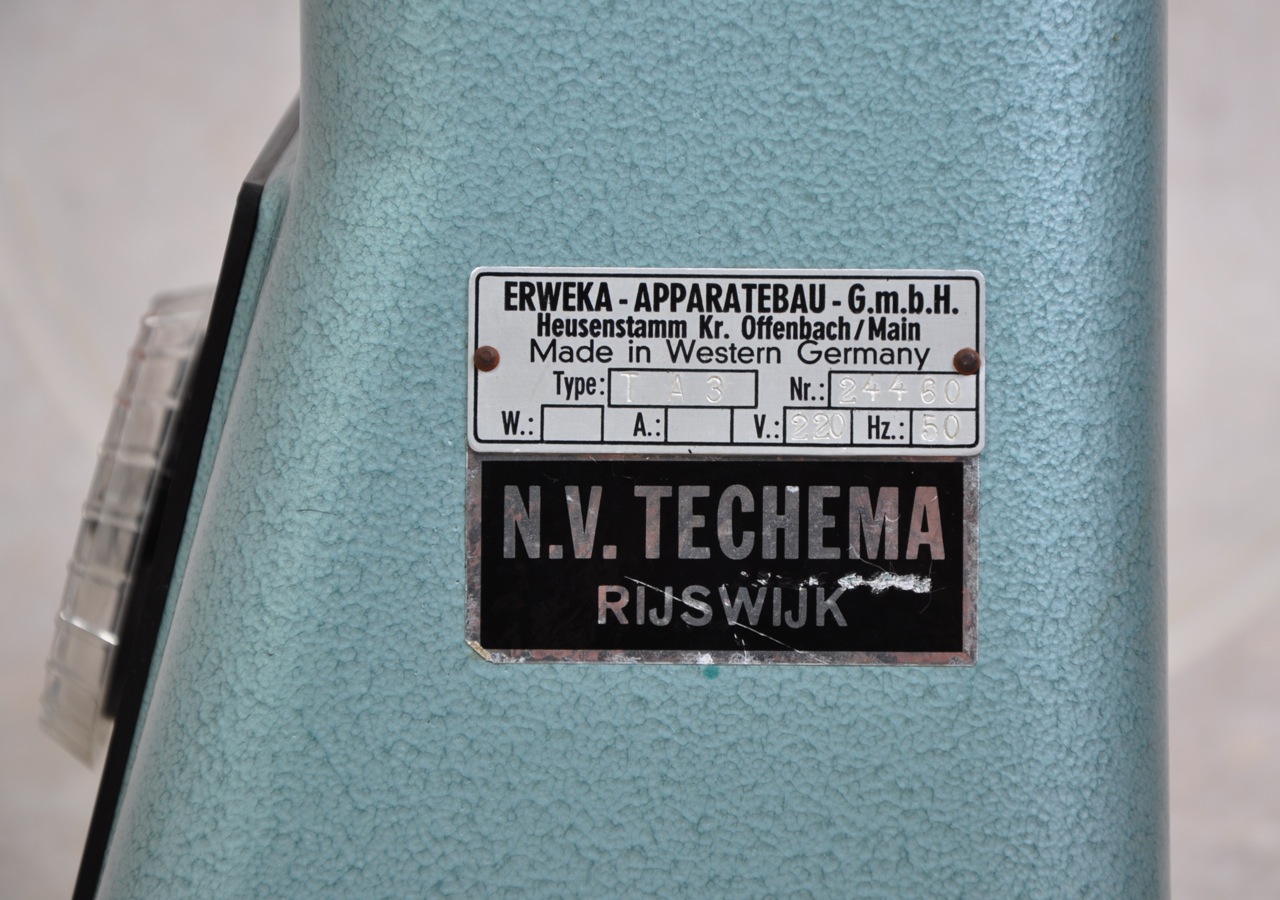 ERWEKA - APPARATEBAU - G.m.b.H.
Heusenstamm Kr. Offenbach/Main
Made in Western Germany
Type: T A 3 Nr.: 24460
W.: A.: V.: 220 Hz.: 50
N.V. TECHEMA
RIJSWIJK